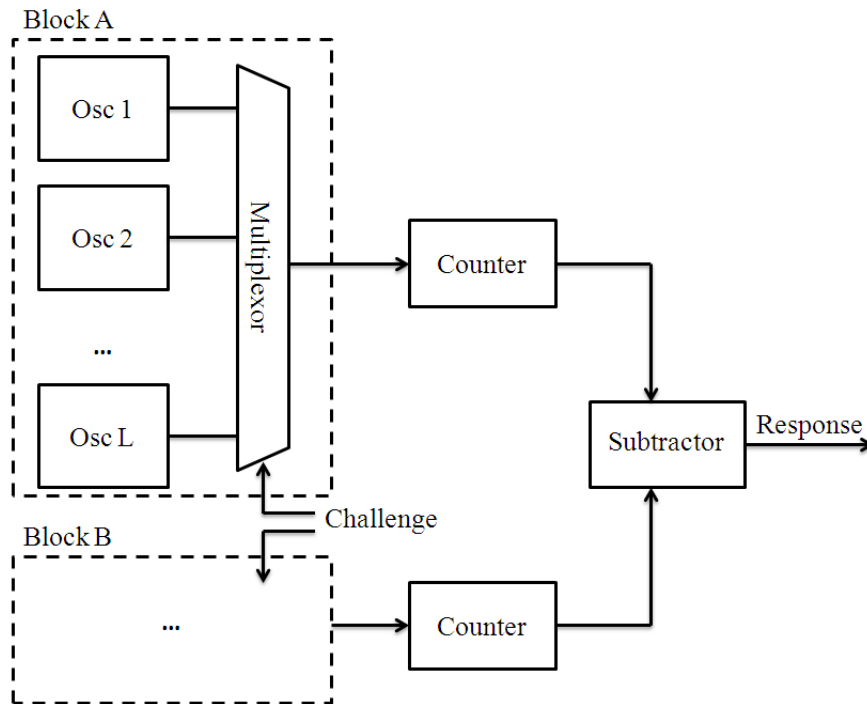 Block A
Osc 1
Osc 2
...
Osc L
Multiplexor
Counter
Subtractor
Response
Challenge
Block B
...
Counter